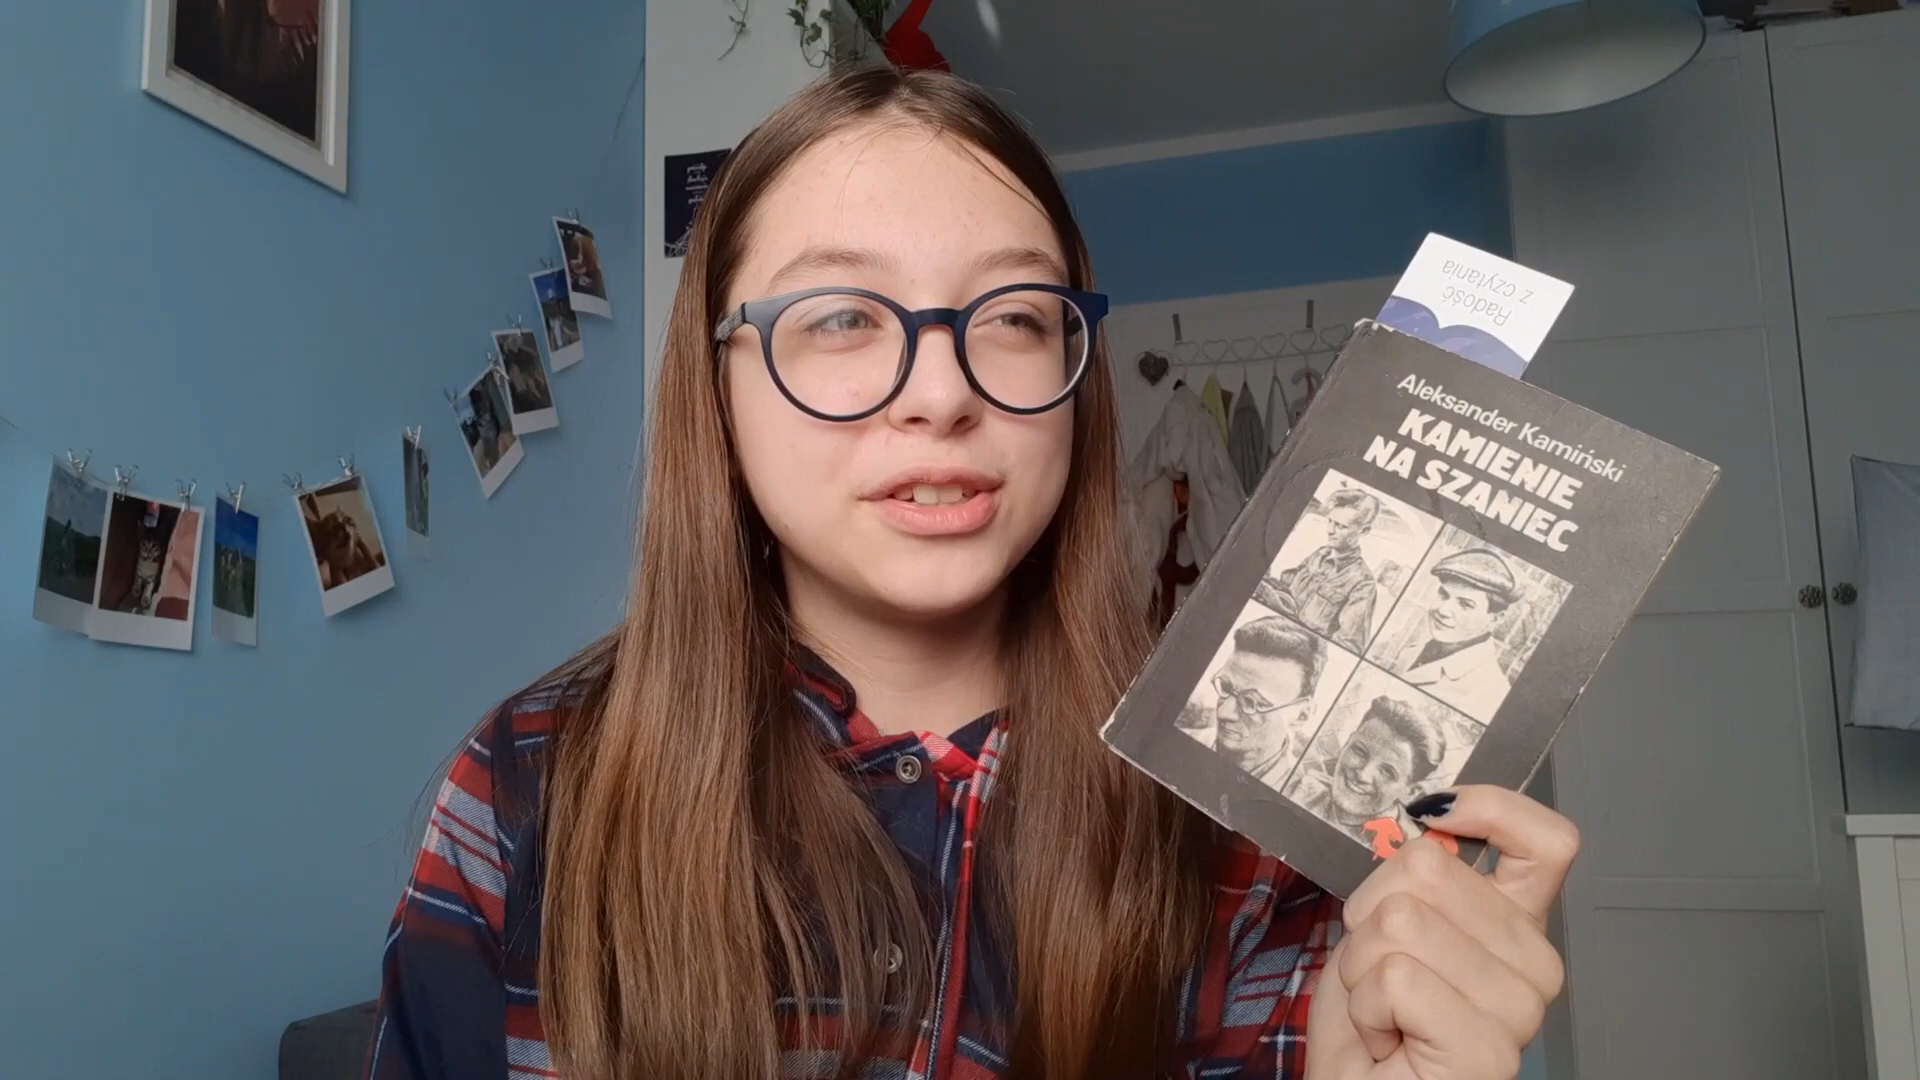 Radość
z czytania
Aleksander Kamiński
KAMIENIE
NA SZANIEC